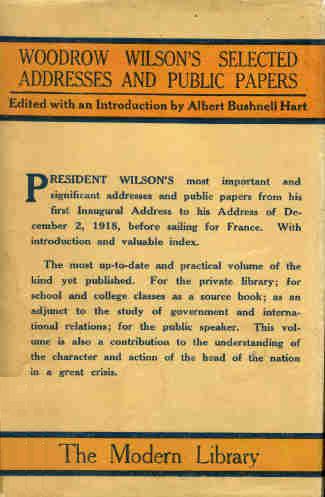 WOODROW WILSON'S SELECTED
ADDRESSES AND PUBLIC PAPERS
Edited with an Introduction by Albert Bushnell Hart
PRESIDENT WILSON'S most important and
significant addresses and public papers from his
first Inaugural Address to his Address of De-
cember 2, 1918, before sailing for France. With
introduction and valuable index.
The most up-to-date and practical volume of the
kind yet published. For the private library; for
school and college classes as a source book; as an
adjunct to the study of government and interna-
tional relations; for the public speaker. This vol-
ume is also a contribution to the understanding of
the character and action of the head of the nation
in a great crisis.
The Modern Library